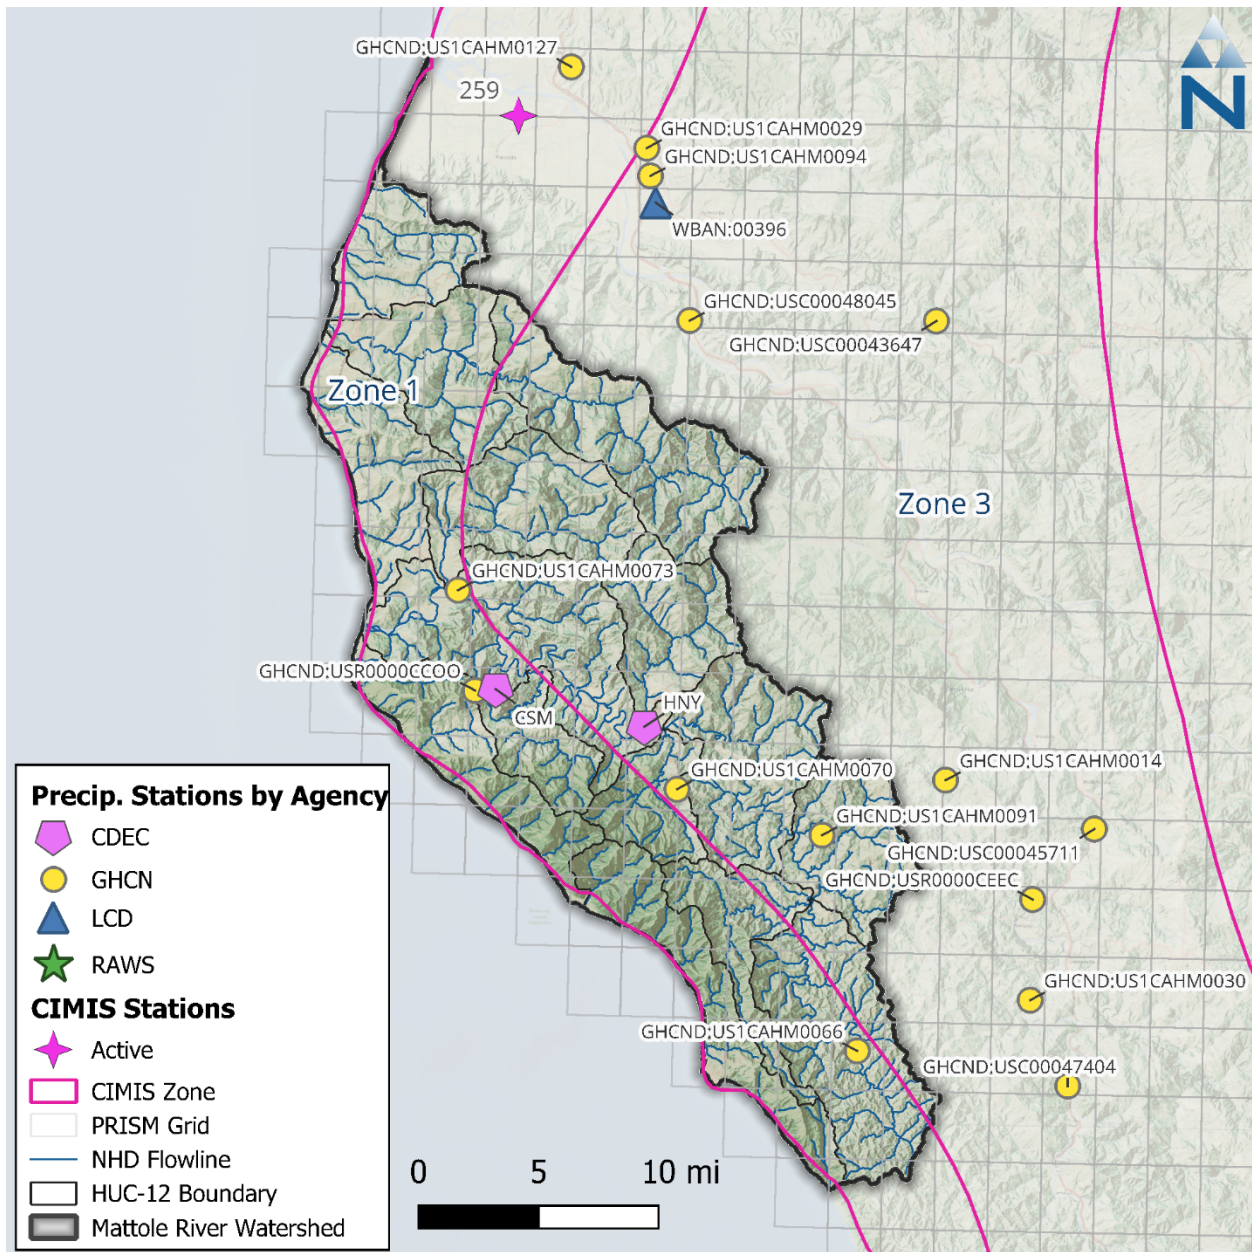 GHCND:US1CAHM0127
259
GHCND:US1CAHM0029
GHCND:US1CAHM0094
WBAN:00396
GHCND:USC00048045
GHCND:USC00043647
Zone 1
Zone 3
GHCND:US1CAHM0073
GHCND:USR0000CCOO
CSM
HNY
GHCND:US1CAHM0014
GHCND:US1CAHM0070
GHCND:US1CAHM0091
GHCND:USC00045711
GHCND:USR0000CEEC
GHCND:US1CAHM0030
GHCND:US1CAHM0066
GHCND:USC00047404
N
Precip. Stations by Agency
CDEC
GHCN
LCD
RAWS
CIMIS Stations
Active
CIMIS Zone
PRISM Grid
NHD Flowline
HUC-12 Boundary
Mattole River Watershed
0 5 10 mi